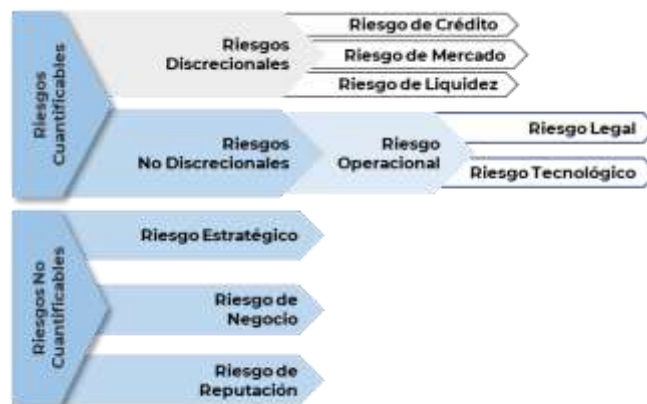 Riesgos
Cuantificables
Riesgos
Discrecionales
Riesgo de Crédito
Riesgo de Mercado
Riesgo de Liquidez
Riesgos
No Discrecionales
Riesgo
Operacional
Riesgo Legal
Riesgo Tecnológico
Riesgos No
Cuantificables
Riesgo Estratégico
Riesgo de
Negocio
Riesgo de
Reputación